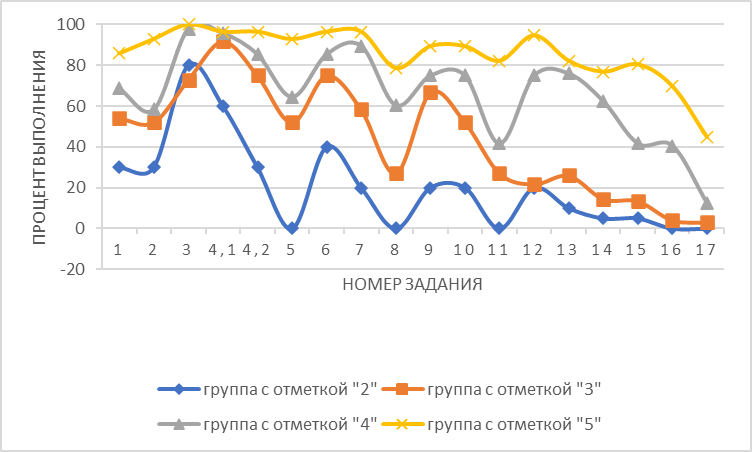 ПРОЦЕНТ ВЫПОЛНЕНИЯ
100
80
60
40
20
0
-20
1 2 3 4,1 4,2 5 6 7 8 9 10 11 12 13 14 15 16 17
НОМЕР ЗАДАНИЯ
группа с отметкой "2" группа с отметкой "3"
группа с отметкой "4" группа с отметкой "5"